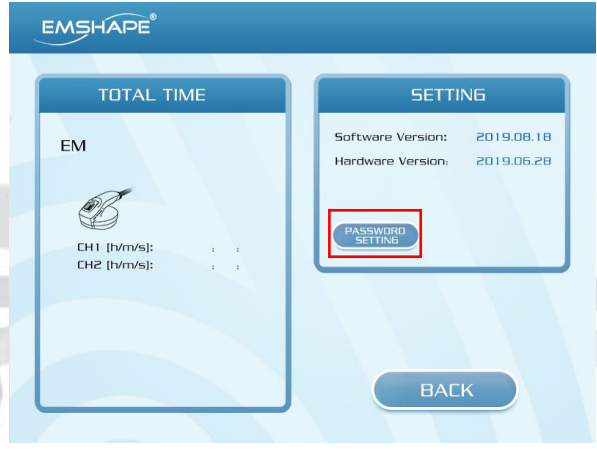 EMSHAPE®
TOTAL TIME
EM
CH1 [h/m/s]: : :
CH2 [h/m/s]: : :
SETTING
Software Version: 2019.08.18
Hardware Version: 2019.06.28
PASSWORD
SETTING
BACK